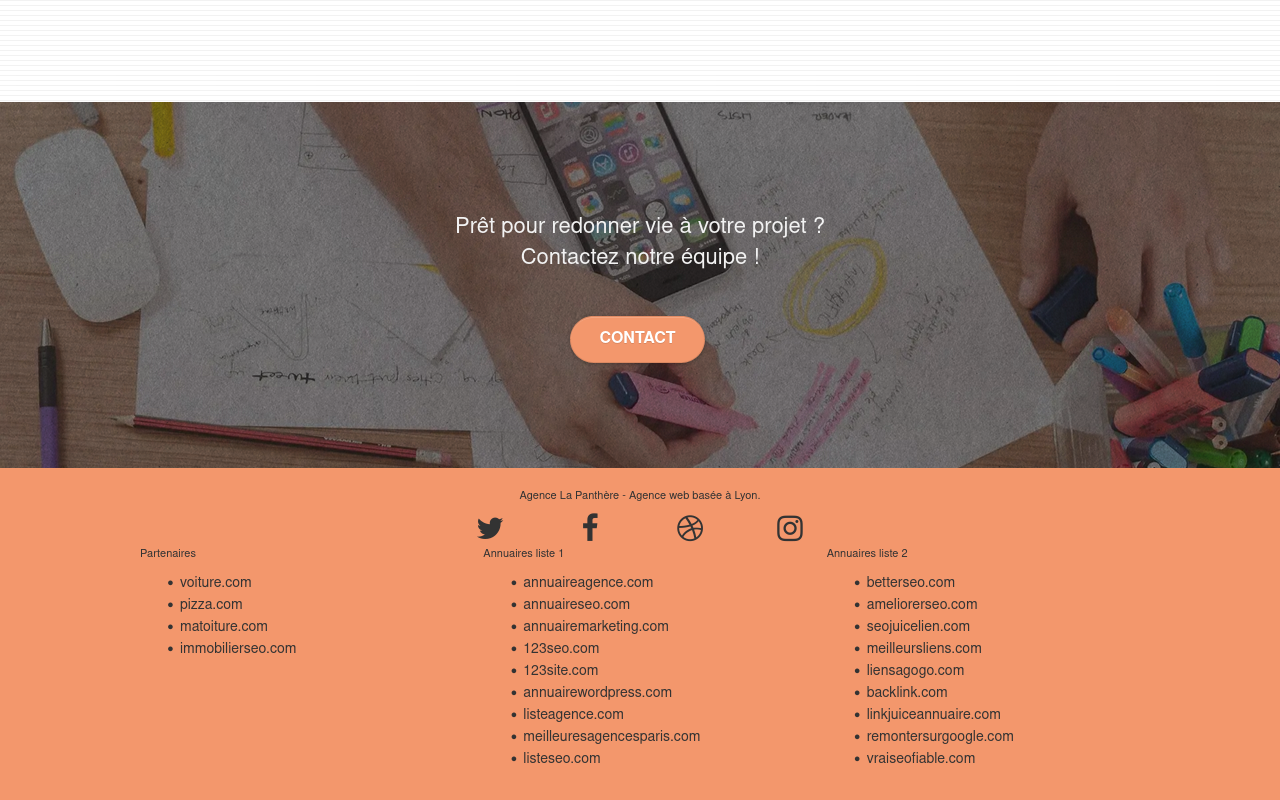 Prêt pour redonner vie à votre projet ?
Contactez notre équipe !
CONTACT
Agence La Panthère - Agence web basée à Lyon.
Partenaires
voiture.com
pizza.com
matoiture.com
immobilierseo.com
Annuaires liste 1
annuaireagence.com
annuaireseo.com
annuairemarketing.com
123seo.com
123site.com
annuairewordpress.com
listeagence.com
meilleuresagencesparis.com
listeseo.com
Annuaires liste 2
betterseo.com
ameliorerseo.com
seojuicelien.com
meilleursliens.com
liensagogo.com
backlink.com
linkjuiceannuaire.com
remontersurgoogle.com
vraiseofiable.com